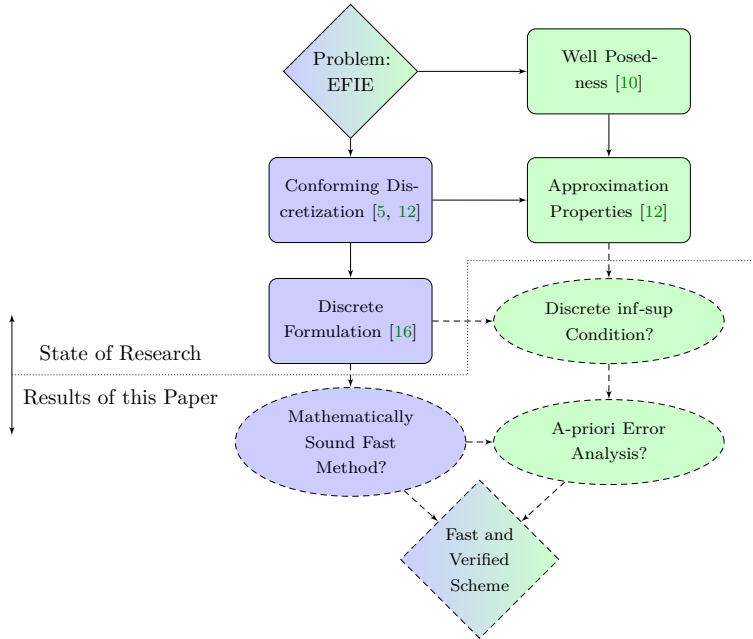 Problem:
EFIE
Well Posed-
ness [10]
Conforming Dis-
cretization [5, 12]
Approximation
Properties [12]
Discrete
Formulation [16]
Discrete inf-sup
Condition?
State of Research
Results of this Paper
Mathematically
Sound Fast
Method?
A-priori Error
Analysis?
Fast and
Verified
Scheme